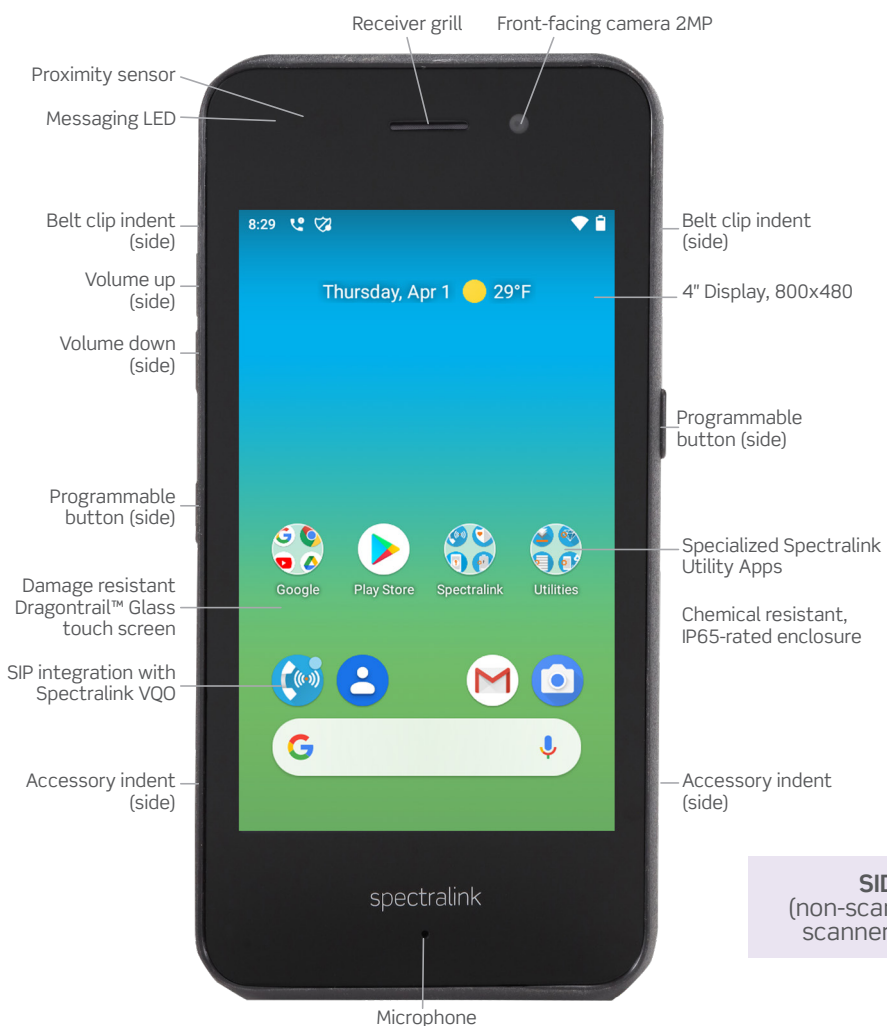 Receiver grill
Front-facing camera 2MP
Proximity sensor
Messaging LED
Belt clip indent
(side)
Volume up
(side)
Volume down
(side)
Programmable
button (side)
Damage resistant
Dragontrail™ Glass
touch screen
SIP integration with
Spectralink VQO
Accessory indent
(side)
8:29
Thursday, Apr 1 29°F
Google
Play Store
Spectralink
Utilities
spectralink
Microphone
Belt clip indent
(side)
4" Display, 800x480
Programmable
button (side)
Specialized Spectralink
Utility Apps
Chemical resistant,
IP65-rated enclosure
Accessory indent
(side)
(non-scan
scanner